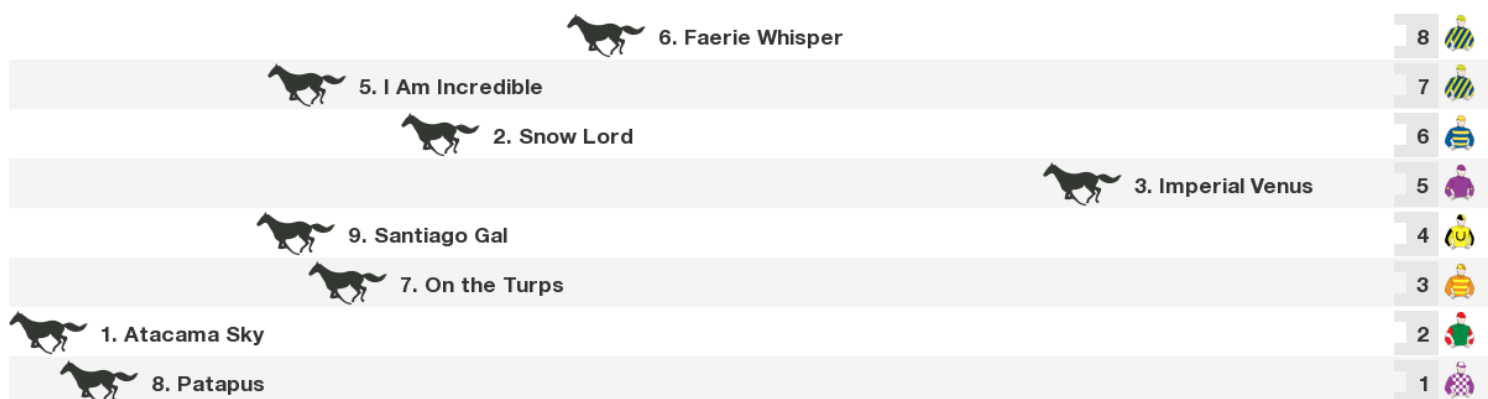 6. Faerie Whisper 8
5. I Am Incredible 7
2. Snow Lord 6
3. Imperial Venus 5
9. Santiago Gal 4
7. On the Turps 3
1. Atacama Sky 2
8. Patapus 1